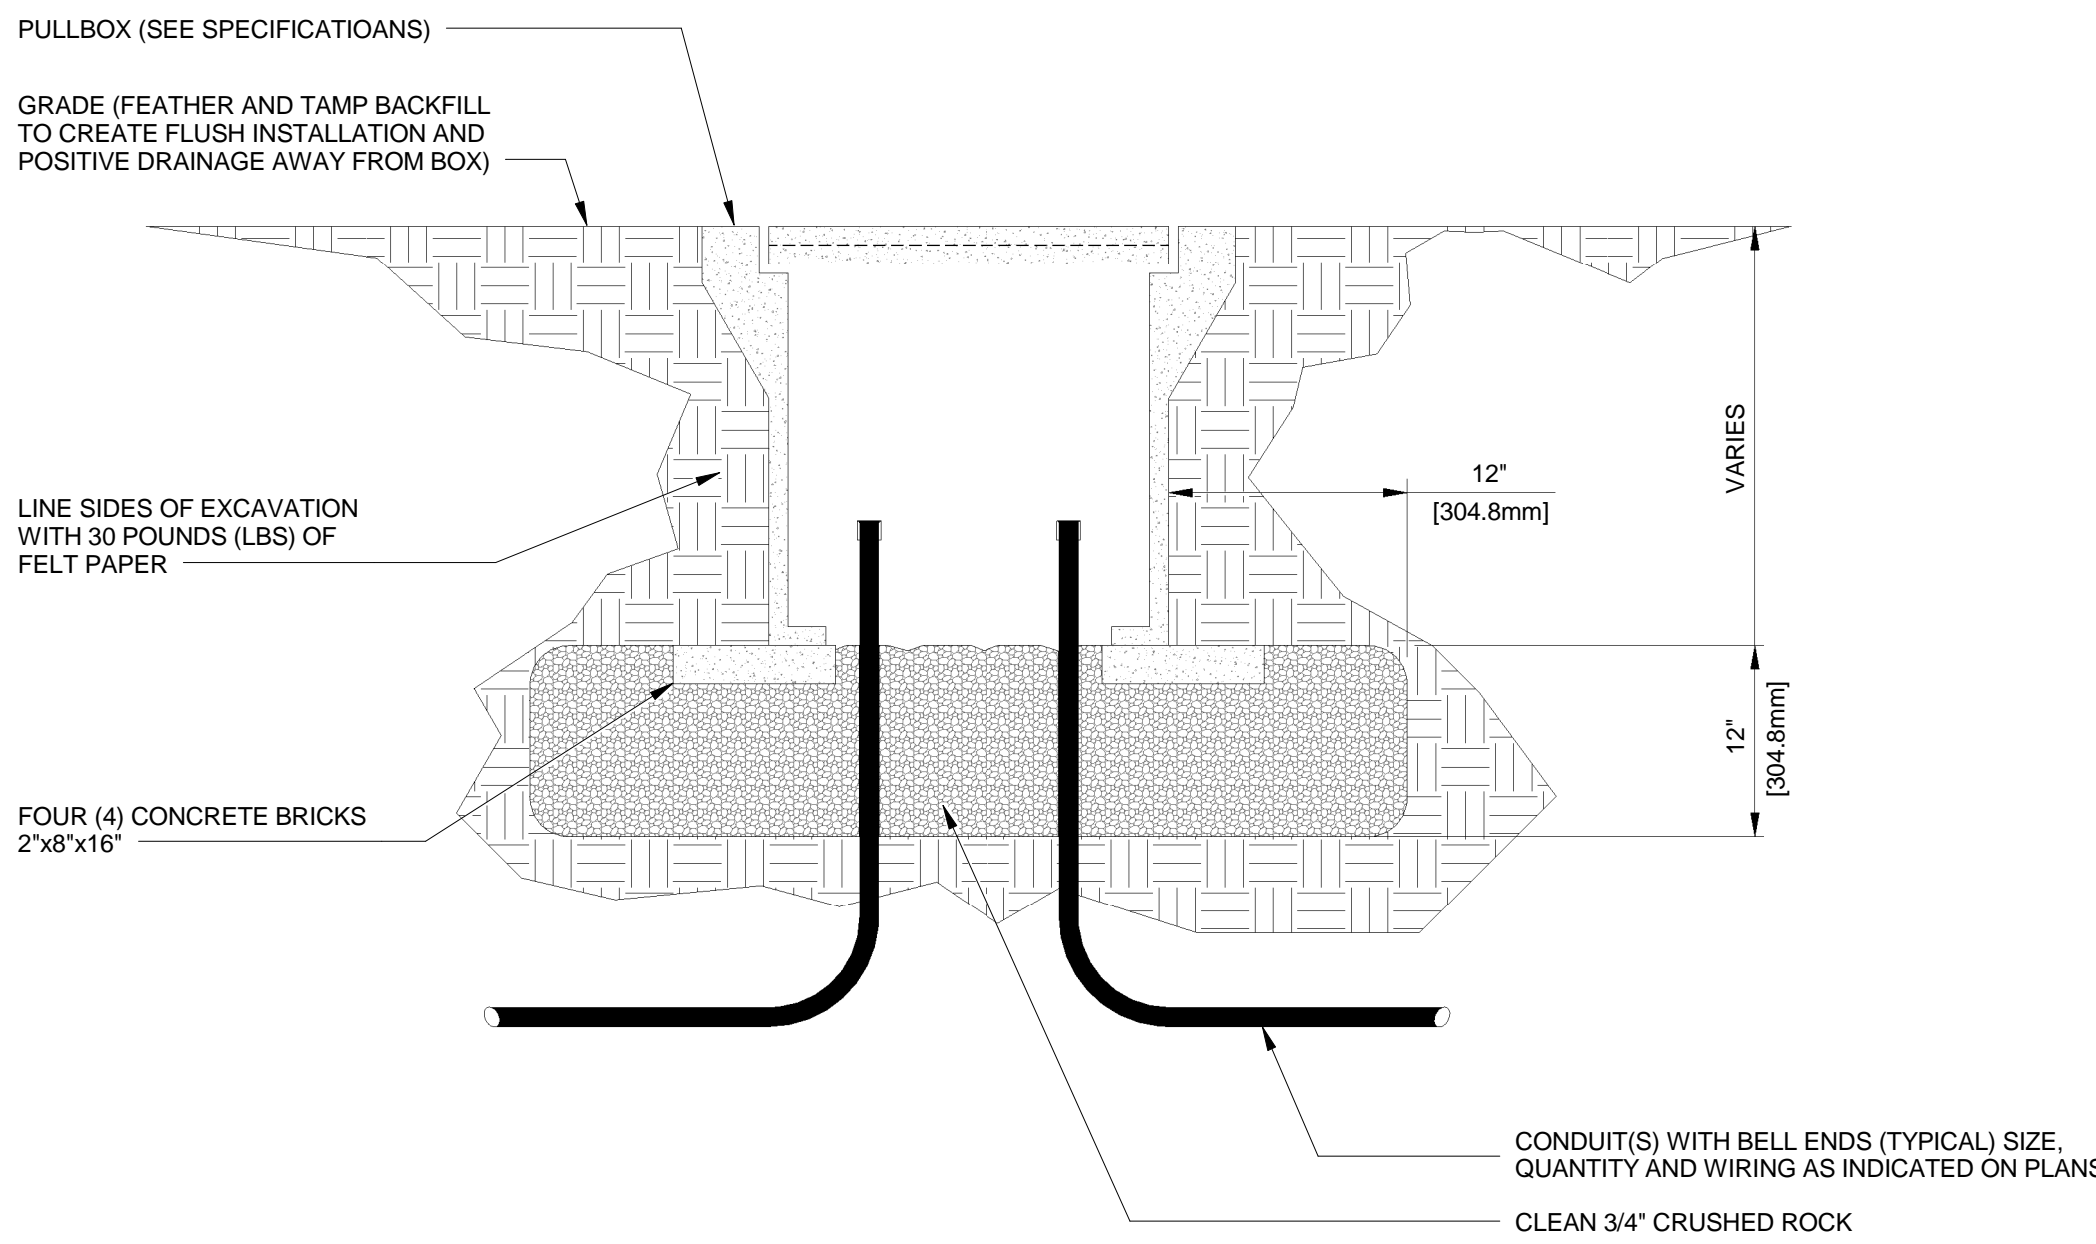 PULLBOX (SEE SPECIFICATIOANS)
GRADE (FEATHER AND TAMP BACKFILL
TO CREATE FLUSH INSTALLATION AND
POSITIVE DRAINAGE AWAY FROM BOX)
LINE SIDES OF EXCAVATION
WITH 30 POUNDS (LBS) OF
FELT PAPER
12"
[304.8mm]
VARIES
12"
[304.8mm]
FOUR (4) CONCRETE BRICKS
2"x8"x16"
CONDUIT(S) WITH BELL ENDS (TYPICAL) SIZE,
QUANTITY AND WIRING AS INDICATED ON PLANS
CLEAN 3/4" CRUSHED ROCK